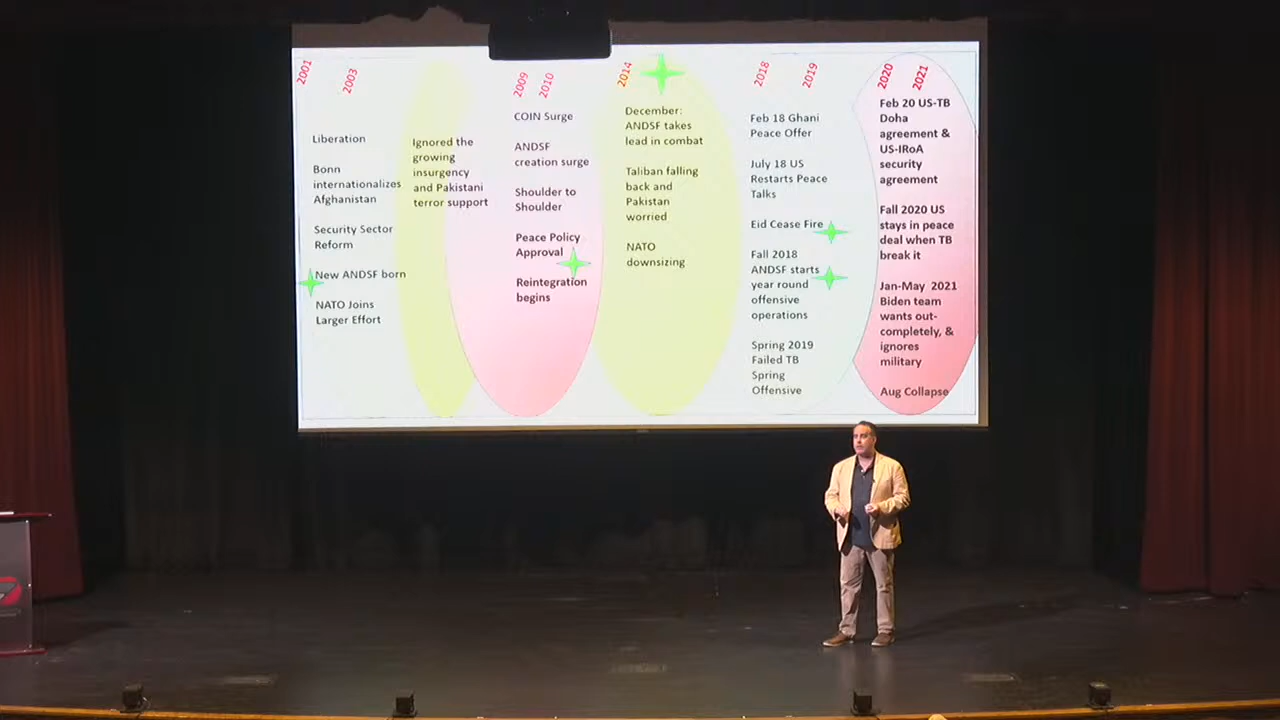 2001
2003
Liberation
Bonn
internationalizes
Afghanistan
Security Sector
Reform
New ANDSF born
NATO Joins
Larger Effort
Ignored the
growing
insurgency
and Pakistani
terror support
2009
2010
COIN Surge
ANDSF
creation surge
Shoulder to
Shoulder
Peace Policy
Approval
Reintegration
begins
2014
December:
ANDSF takes
lead in combat
Taliban falling
back and
Pakistan
worried
NATO
downsizing
2018
2019
Feb 18 Ghani
Peace Offer
July 18 US
Restarts Peace
Talks
Eid Cease Fire
Fall 2018
ANDSF starts
year round
offensive
operations
Spring 2019
Failed TB
Spring
Offensive
2020
2021
Feb 20 US-TB
Doha
agreement &
US-IRoA
security
agreement
Fall 2020 US
stays in peace
deal when TB
break it
Jan-May 2021
Biden team
wants out-
completely, &
ignores
military
Aug Collapse